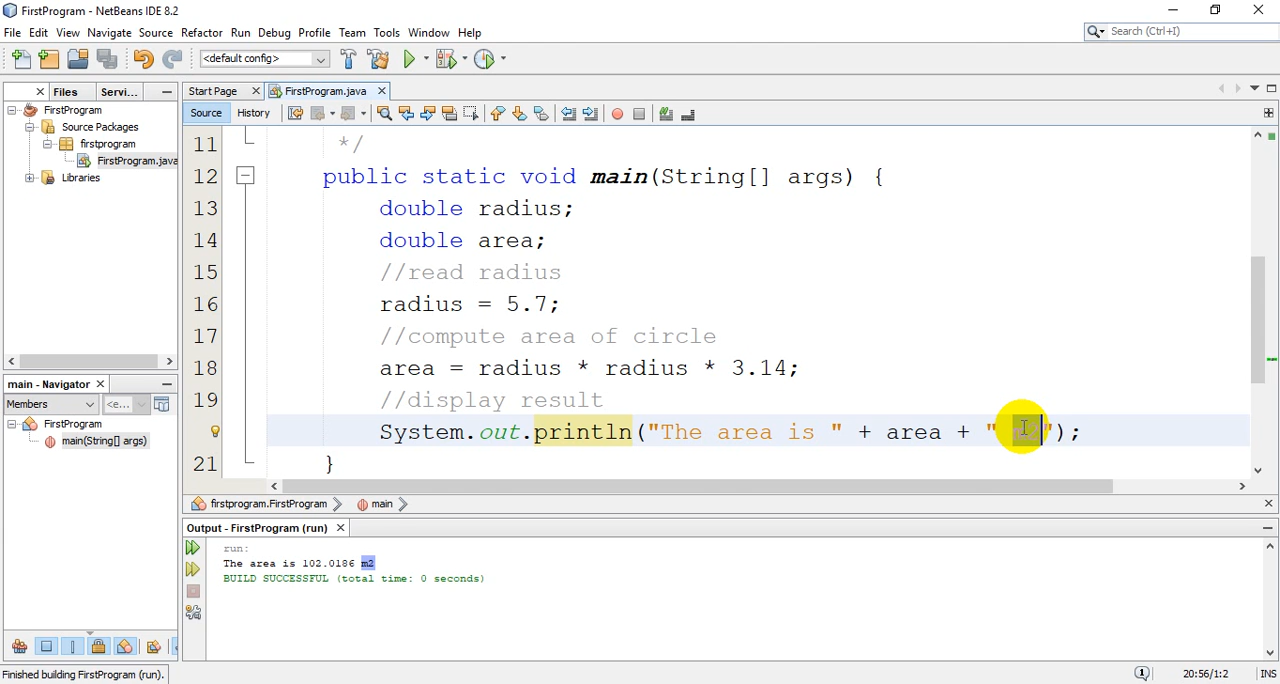 FirstProgram - NetBeans IDE 8.2
File Edit View Navigate Source Refactor Run Debug Profile Team Tools Window Help
Search (Ctrl+I)
<default config>
Files Servi...
Start Page FirstProgram.java
Source History
FirstProgram
Source Packages
firstprogram
FirstProgram.java
Libraries
11 */
12 public static void main(String[] args) {
13 double radius;
14 double area;
15 //read radius
16 radius = 5.7;
17 //compute area of circle
18 area = radius * radius * 3.14;
19 //display result
System.out.println("The area is " + area + " m2");
21 }
firstprogram.FirstProgram main
main - Navigator
Members <e...
FirstProgram
main(String[] args)
Output - FirstProgram (run)
run:
The area is 102.0186 m2
BUILD SUCCESSFUL (total time: 0 seconds)
Finished building FirstProgram (run).
1
20:56/1:2 INS